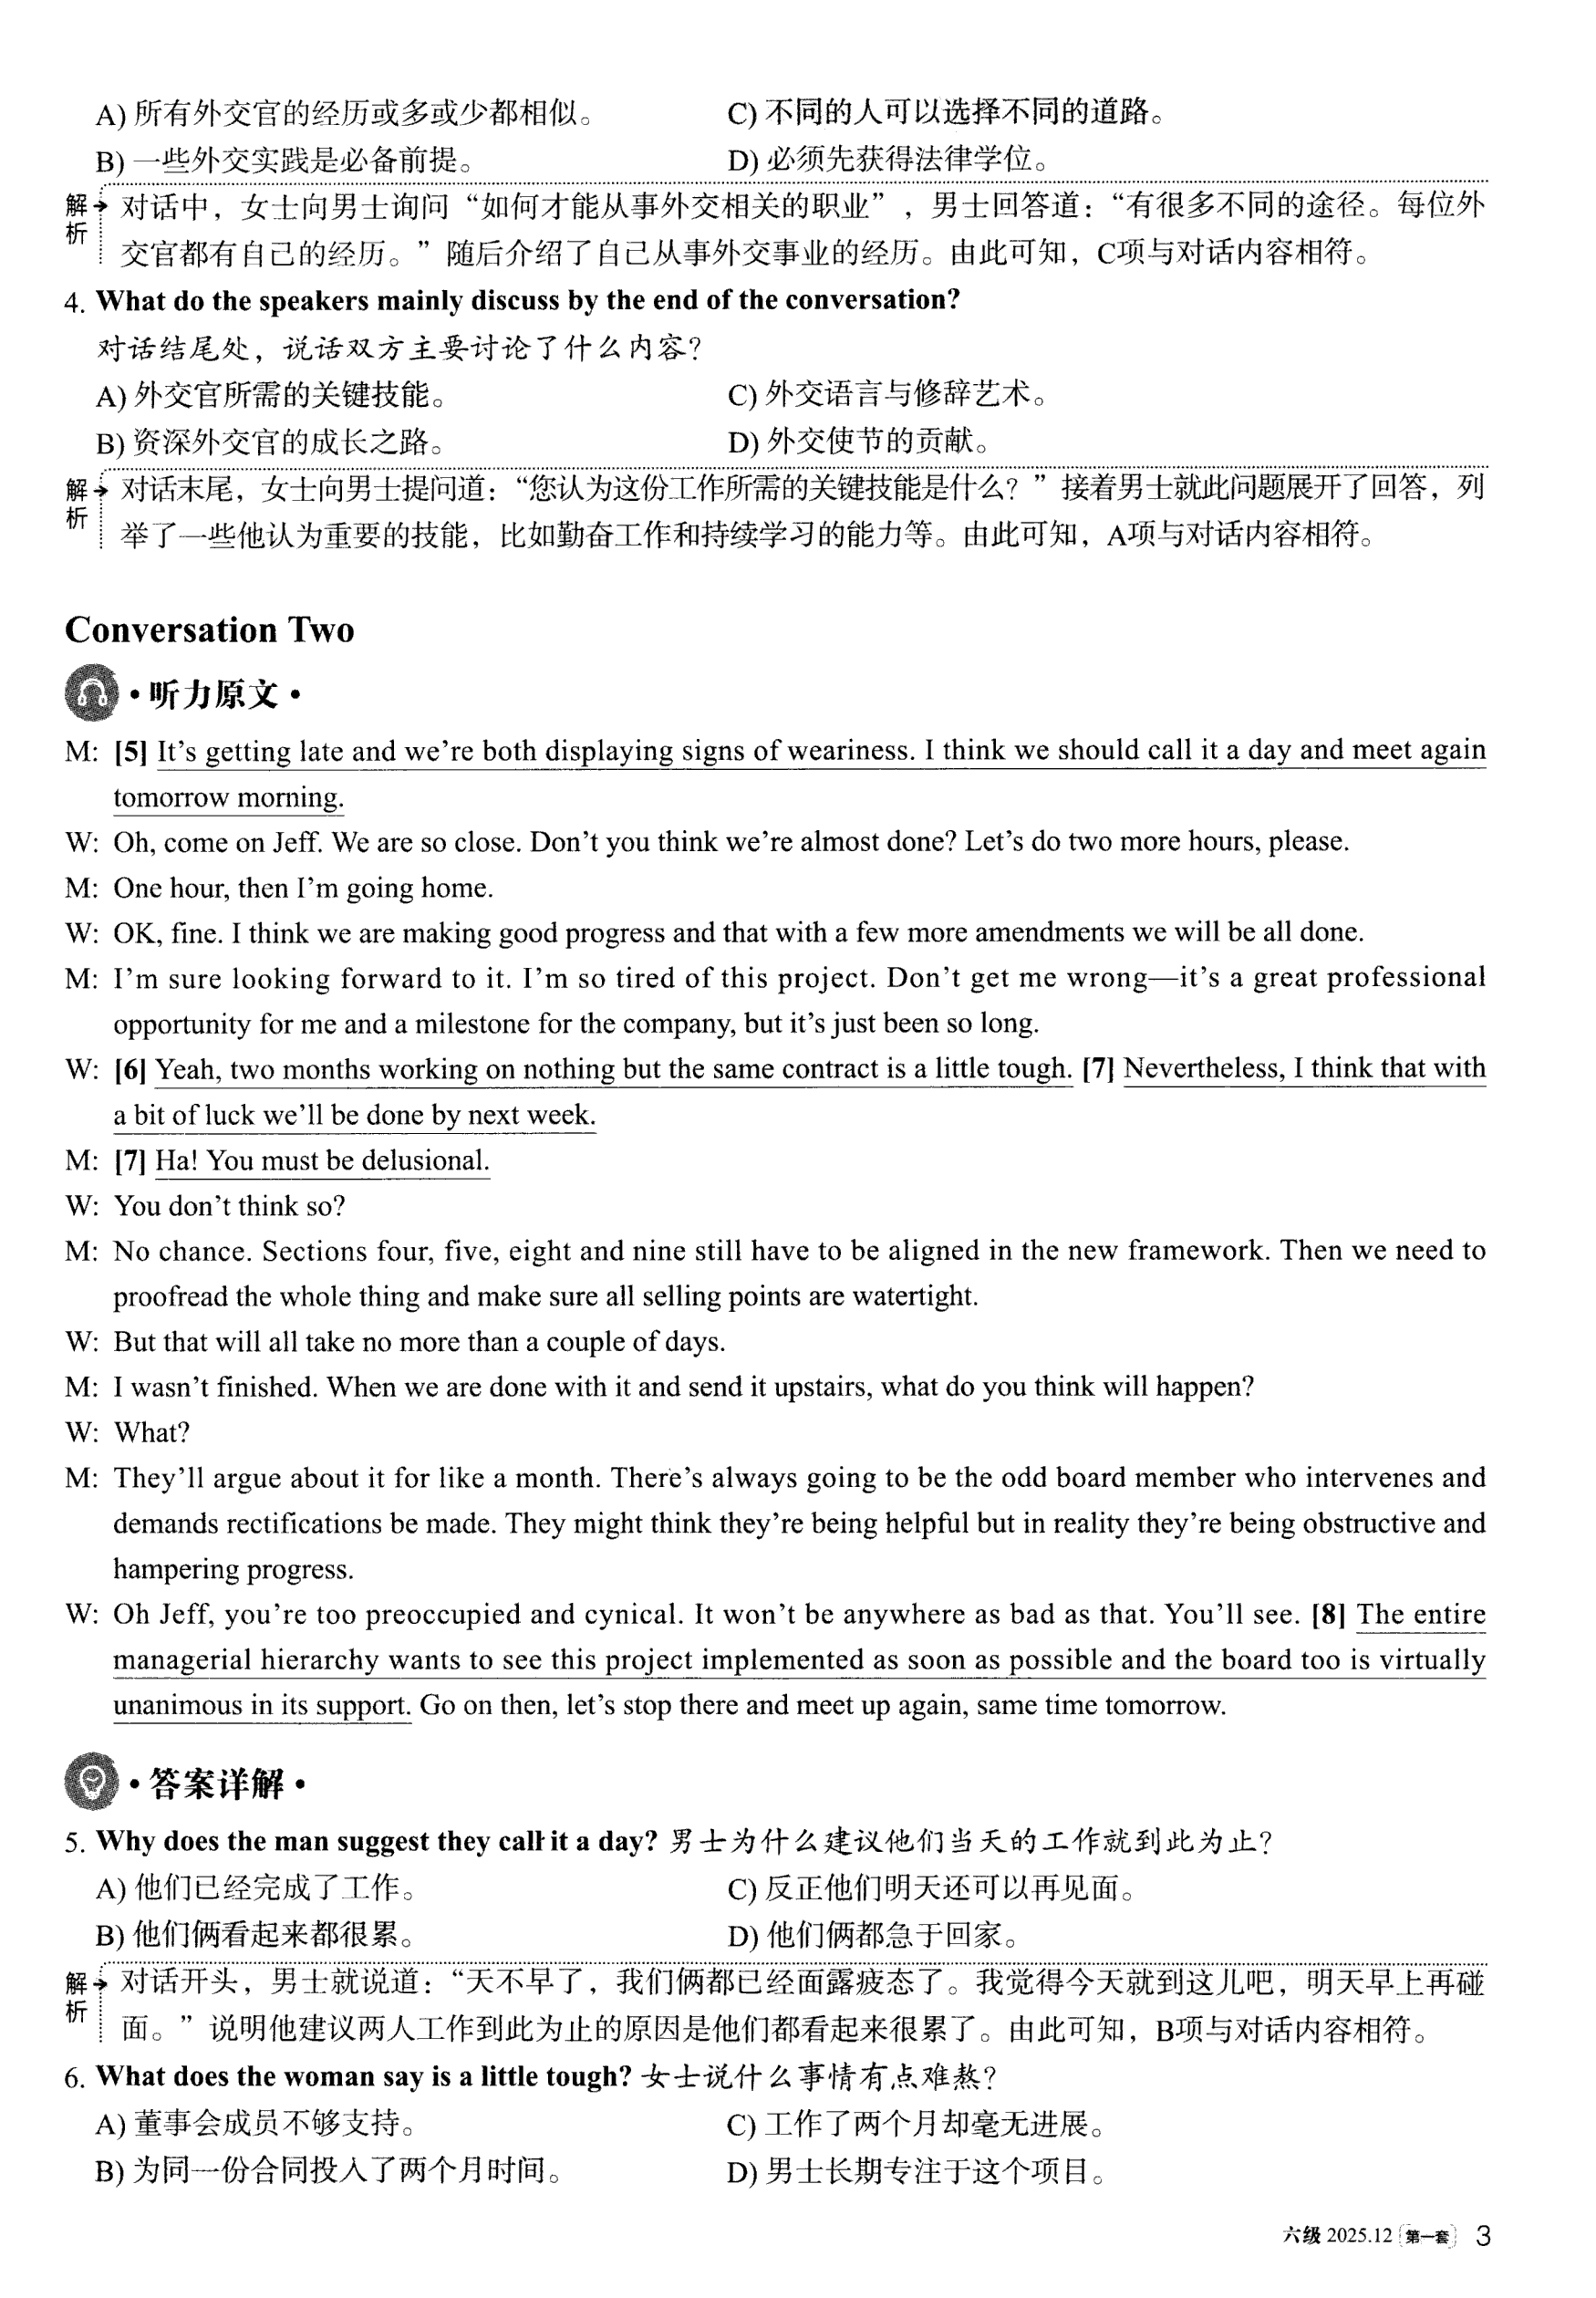 A) 所有外交官的经历或多或少都相似。 C) 不同的人可以选择不同的道路。
B) 一些外交实践是必备前提。 D) 必须先获得法律学位。
解析 对话中，女士向男士询问“如何才能从事外交相关的职业”，男士回答道：“有很多不同的途径。每位外
交官都有自己的经历。”随后介绍了自己从事外交事业的经历。由此可知，C项与对话内容相符。
4. What do the speakers mainly discuss by the end of the conversation?
对话结尾处，说话双方主要讨论了什么内容？
A) 外交官所需的关键技能。 C) 外交语言与修辞艺术。
B) 资深外交官的成长之路。 D) 外交使节的贡献。
解析 对话末尾，女士向男士提问道：“您认为这份工作所需的关键技能是什么？”接着男士就此问题展开了回答，列
举了一些他认为重要的技能，比如勤奋工作和持续学习的能力等。由此可知，A项与对话内容相符。
Conversation Two
·听力原文·
M: [5] It's getting late and we're both displaying signs of weariness. I think we should call it a day and meet again
tomorrow morning.
W: Oh, come on Jeff. We are so close. Don't you think we're almost done? Let's do two more hours, please.
M: One hour, then I'm going home.
W: OK, fine. I think we are making good progress and that with a few more amendments we will be all done.
M: I'm sure looking forward to it. I'm so tired of this project. Don't get me wrong—it's a great professional
opportunity for me and a milestone for the company, but it's just been so long.
W: [6] Yeah, two months working on nothing but the same contract is a little tough. [7] Nevertheless, I think that with
a bit of luck we'll be done by next week.
M: [7] Ha! You must be delusional.
W: You don't think so?
M: No chance. Sections four, five, eight and nine still have to be aligned in the new framework. Then we need to
proofread the whole thing and make sure all selling points are watertight.
W: But that will all take no more than a couple of days.
M: I wasn't finished. When we are done with it and send it upstairs, what do you think will happen?
W: What?
M: They'll argue about it for like a month. There's always going to be the odd board member who intervenes and
demands rectifications be made. They might think they're being helpful but in reality they're being obstructive and
hampering progress.
W: Oh Jeff, you're too preoccupied and cynical. It won't be anywhere as bad as that. You'll see. [8] The entire
managerial hierarchy wants to see this project implemented as soon as possible and the board too is virtually
unanimous in its support. Go on then, let's stop there and meet up again, same time tomorrow.
·答案详解·
5. Why does the man suggest they call it a day? 男士为什么建议他们当天的工作就到此为止？
A) 他们已经完成了工作。 C) 反正他们明天还可以再见面。
B) 他们俩看起来都很累。 D) 他们俩都急于回家。
解析 对话开头，男士就说道：“天不早了，我们俩都已经面露疲态了。我觉得今天就到这儿吧，明天早上再碰
面。”说明他建议两人工作到此为止的原因是他们都看起来很累了。由此可知，B项与对话内容相符。
6. What does the woman say is a little tough? 女士说什么事情有点难熬？
A) 董事会成员不够支持。 C) 工作了两个月却毫无进展。
B) 为同一份合同投入了两个月时间。 D) 男士长期专注于这个项目。
六级 2025.12 第一套 3